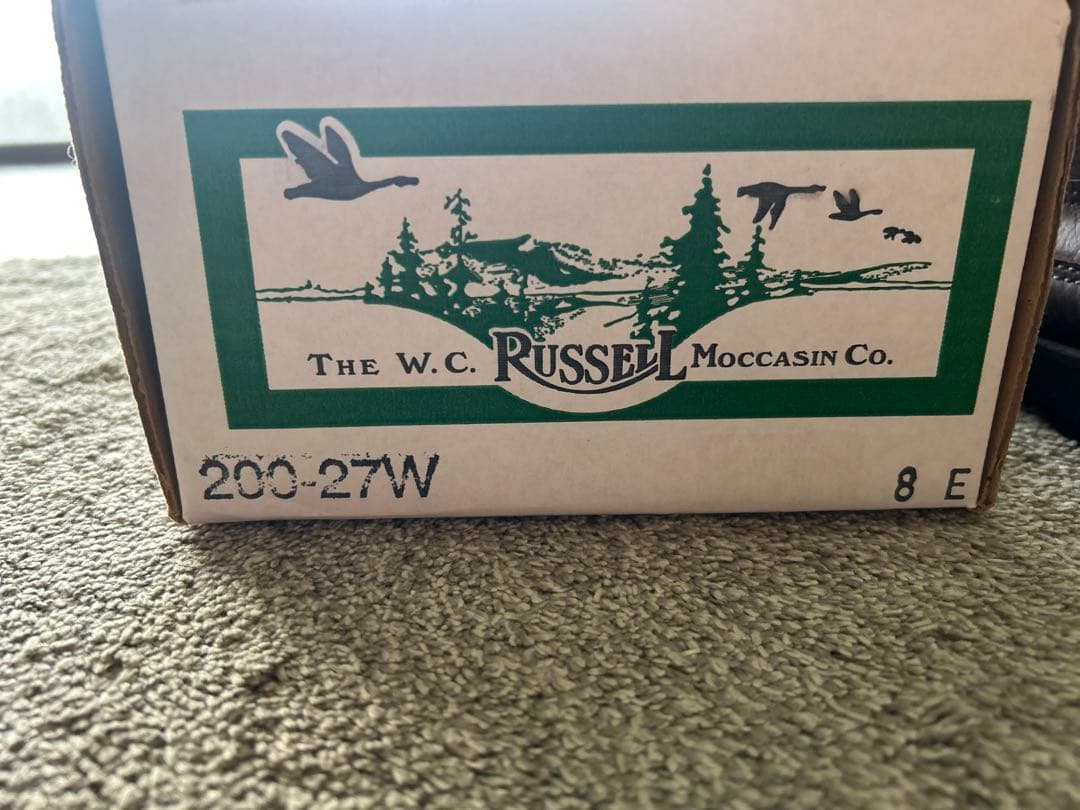 THE W.C. RUSSELL MOCCASIN CO.
200-27W 8 E